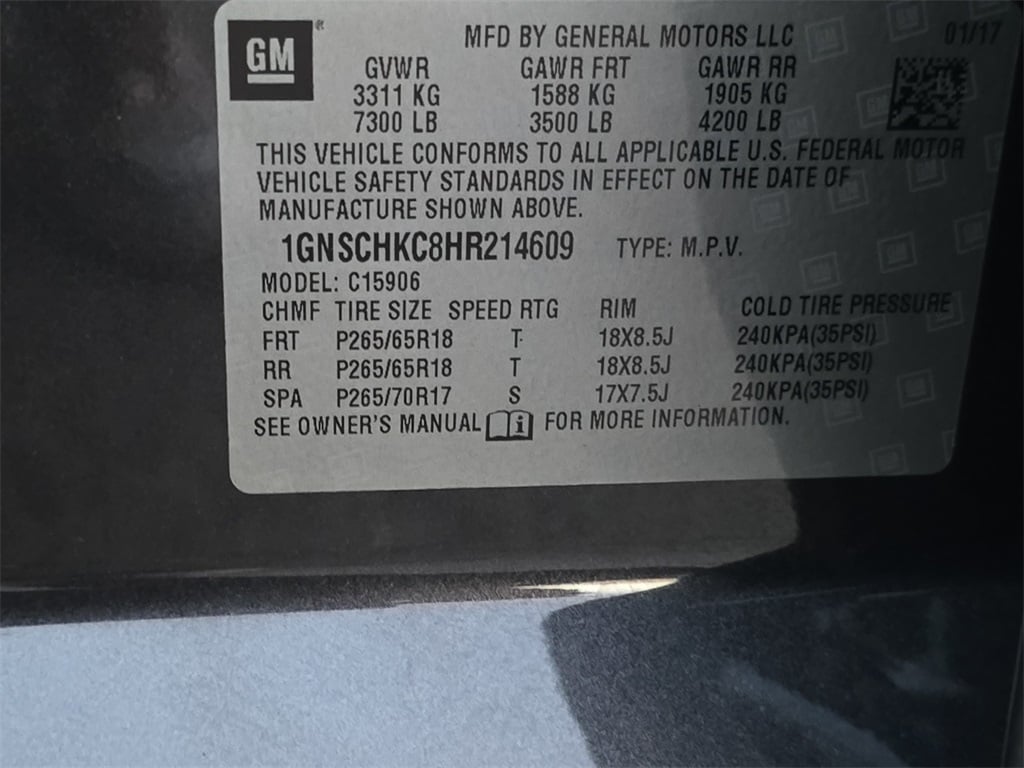 GM
MFD BY GENERAL MOTORS LLC 01/17
GVWR GAWR FRT GAWR RR
3311 KG 1588 KG 1905 KG
7300 LB 3500 LB 4200 LB
THIS VEHICLE CONFORMS TO ALL APPLICABLE U.S. FEDERAL MOTOR
VEHICLE SAFETY STANDARDS IN EFFECT ON THE DATE OF
MANUFACTURE SHOWN ABOVE.
1GNSCHKC8HR214609 TYPE: M.P.V.
MODEL: C15906
CHMF TIRE SIZE SPEED RTG RIM COLD TIRE PRESSURE
FRT P265/65R18 T 18X8.5J 240KPA(35PSI)
RR P265/65R18 T 18X8.5J 240KPA(35PSI)
SPA P265/70R17 S 17X7.5J 240KPA(35PSI)
SEE OWNER'S MANUAL FOR MORE INFORMATION.